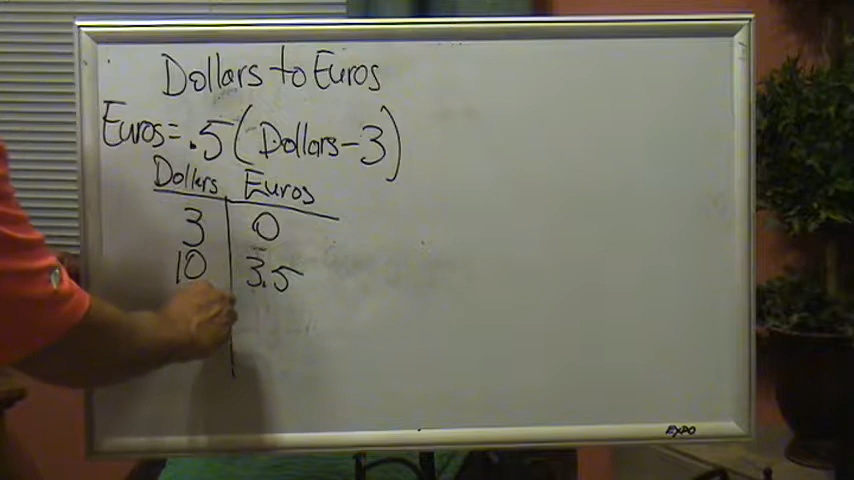 Dollars to Euros
Euros = .5(Dollars - 3)
Dollars Euros
3 0
10 3.5
EXPO